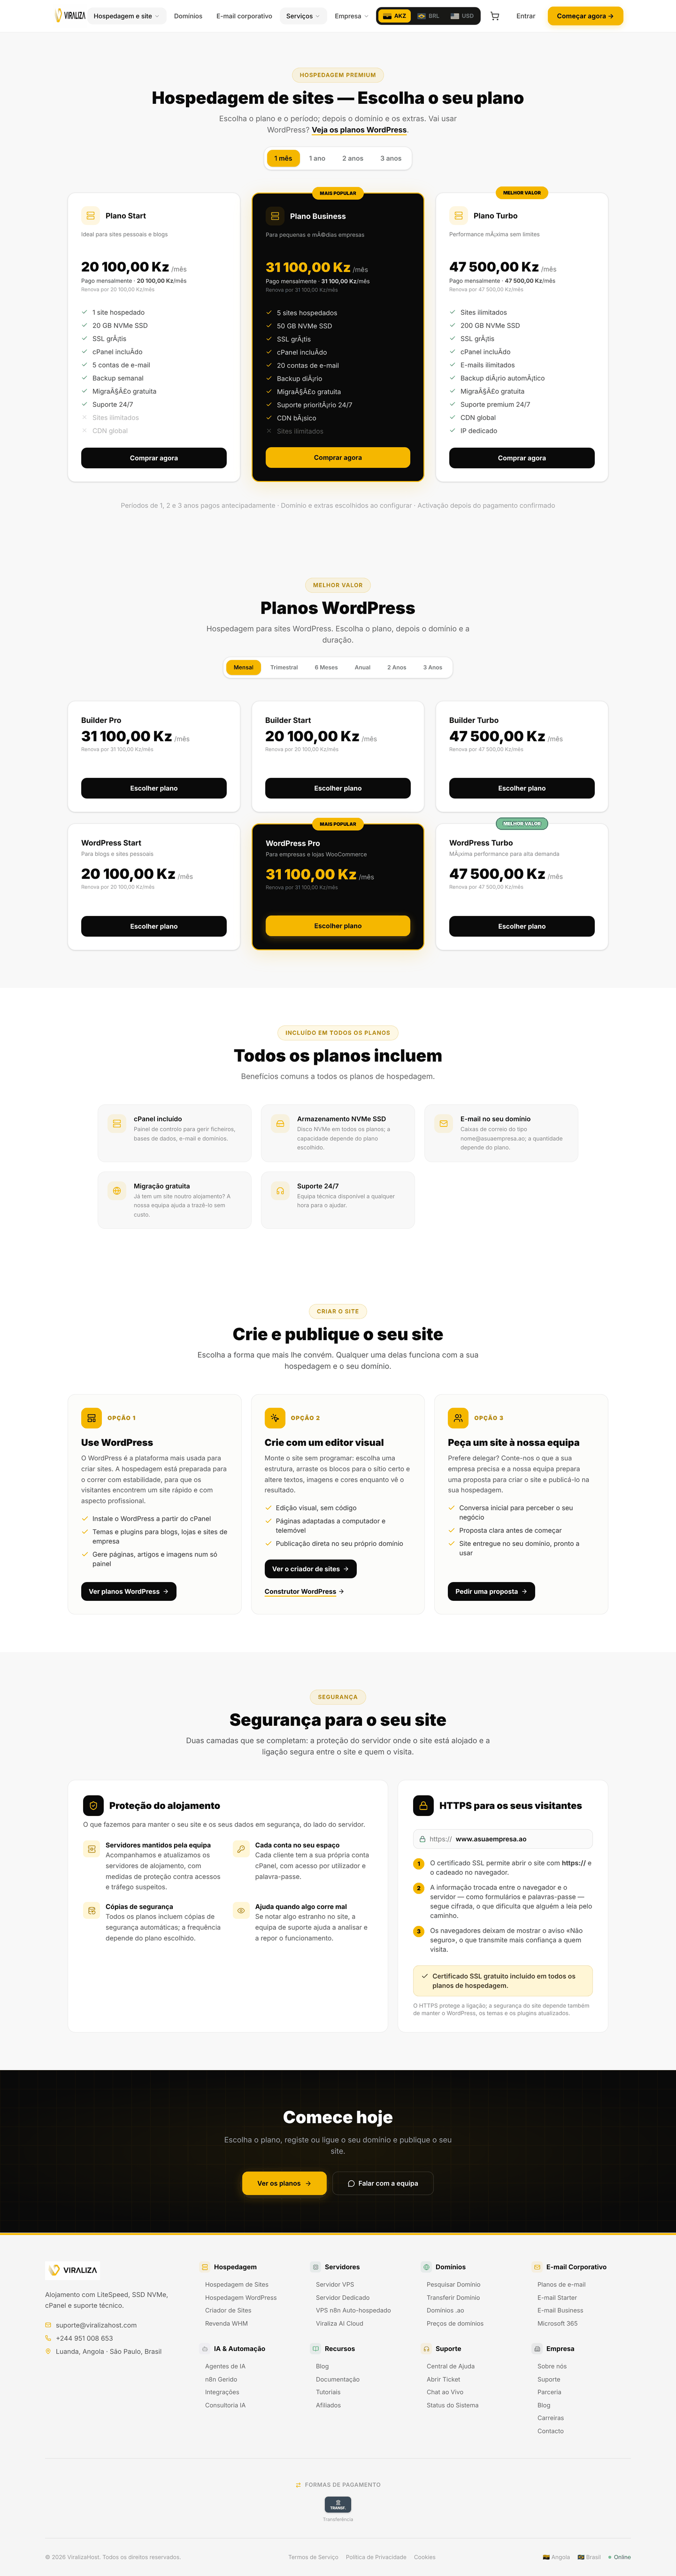 VIRALIZA
Hospedagem e site
Domínios
E-mail corporativo
Serviços
Empresa
AKZ
BRL
USD
Entrar
Começar agora →
HOSPEDAGEM PREMIUM
Hospedagem de sites — Escolha o seu plano
Escolha o plano e o período; depois o domínio e os extras. Vai usar
WordPress? Veja os planos WordPress.
1 mês
1 ano
2 anos
3 anos
Plano Start
Ideal para sites pessoais e blogs
20 100,00 Kz /mês
Pago mensalmente · 20 100,00 Kz/mês
Renova por 20 100,00 Kz/mês
1 site hospedado
20 GB NVMe SSD
SSL grÃ¡tis
cPanel incluÃdo
5 contas de e-mail
Backup semanal
MigraÃ§Ã£o gratuita
Suporte 24/7
Sites ilimitados
CDN global
Comprar agora
MAIS POPULAR
Plano Business
Para pequenas e mÃ©dias empresas
31 100,00 Kz /mês
Pago mensalmente · 31 100,00 Kz/mês
Renova por 31 100,00 Kz/mês
5 sites hospedados
50 GB NVMe SSD
SSL grÃ¡tis
cPanel incluÃdo
20 contas de e-mail
Backup diÃ¡rio
MigraÃ§Ã£o gratuita
Suporte prioritÃ¡rio 24/7
CDN bÃ¡sico
Sites ilimitados
Comprar agora
MELHOR VALOR
Plano Turbo
Performance mÃ¡xima sem limites
47 500,00 Kz /mês
Pago mensalmente · 47 500,00 Kz/mês
Renova por 47 500,00 Kz/mês
Sites ilimitados
200 GB NVMe SSD
SSL grÃ¡tis
cPanel incluÃdo
E-mails ilimitados
Backup diÃ¡rio automÃ¡tico
MigraÃ§Ã£o gratuita
Suporte premium 24/7
CDN global
IP dedicado
Comprar agora
Períodos de 1, 2 e 3 anos pagos antecipadamente · Domínio e extras escolhidos ao configurar · Activação depois do pagamento confirmado
MELHOR VALOR
Planos WordPress
Hospedagem para sites WordPress. Escolha o plano, depois o domínio e a
duração.
Mensal
Trimestral
6 Meses
Anual
2 Anos
3 Anos
Builder Pro
31 100,00 Kz /mês
Renova por 31 100,00 Kz/mês
Escolher plano
Builder Start
20 100,00 Kz /mês
Renova por 20 100,00 Kz/mês
Escolher plano
Builder Turbo
47 500,00 Kz /mês
Renova por 47 500,00 Kz/mês
Escolher plano
WordPress Start
Para blogs e sites pessoais
20 100,00 Kz /mês
Renova por 20 100,00 Kz/mês
Escolher plano
MAIS POPULAR
WordPress Pro
Para empresas e lojas WooCommerce
31 100,00 Kz /mês
Renova por 31 100,00 Kz/mês
Escolher plano
MELHOR VALOR
WordPress Turbo
MÃ¡xima performance para alta demanda
47 500,00 Kz /mês
Renova por 47 500,00 Kz/mês
Escolher plano
INCLUÍDO EM TODOS OS PLANOS
Todos os planos incluem
Benefícios comuns a todos os planos de hospedagem.
cPanel incluído
Painel de controlo para gerir ficheiros,
bases de dados, e-mail e domínios.
Armazenamento NVMe SSD
Disco NVMe em todos os planos; a
capacidade depende do plano
escolhido.
E-mail no seu domínio
Caixas de correio do tipo
nome@asuaempresa.ao; a quantidade
depende do plano.
Migração gratuita
Já tem um site noutro alojamento? A
nossa equipa ajuda a trazê-lo sem
custo.
Suporte 24/7
Equipa técnica disponível a qualquer
hora para o ajudar.
CRIAR O SITE
Crie e publique o seu site
Escolha a forma que mais lhe convém. Qualquer uma delas funciona com a sua
hospedagem e o seu domínio.
OPÇÃO 1
Use WordPress
O WordPress é a plataforma mais usada para
criar sites. A hospedagem está preparada para
o correr com estabilidade, para que os
visitantes encontrem um site rápido e com
aspecto profissional.
Instale o WordPress a partir do cPanel
Temas e plugins para blogs, lojas e sites de
empresa
Gere páginas, artigos e imagens num só
painel
Ver planos WordPress →
OPÇÃO 2
Crie com um editor visual
Monte o site sem programar: escolha uma
estrutura, arraste os blocos para o sítio certo e
altere textos, imagens e cores enquanto vê o
resultado.
Edição visual, sem código
Páginas adaptadas a computador e
telemóvel
Publicação direta no seu próprio domínio
Ver o criador de sites →
Construtor WordPress →
OPÇÃO 3
Peça um site à nossa equipa
Prefere delegar? Conte-nos o que a sua
empresa precisa e a nossa equipa prepara
uma proposta para criar o site e publicá-lo na
sua hospedagem.
Conversa inicial para perceber o seu
negócio
Proposta clara antes de começar
Site entregue no seu domínio, pronto a
usar
Pedir uma proposta →
SEGURANÇA
Segurança para o seu site
Duas camadas que se completam: a proteção do servidor onde o site está alojado e a
ligação segura entre o site e quem o visita.
Proteção do alojamento
O que fazemos para manter o seu site e os seus dados em segurança, do lado do servidor.
Servidores mantidos pela equipa
Acompanhamos e atualizamos os
servidores de alojamento, com
medidas de proteção contra acessos
e tráfego suspeitos.
Cada conta no seu espaço
Cada cliente tem a sua própria conta
cPanel, com acesso por utilizador e
palavra-passe.
Cópias de segurança
Todos os planos incluem cópias de
segurança automáticas; a frequência
depende do plano escolhido.
Ajuda quando algo corre mal
Se notar algo estranho no site, a
equipa de suporte ajuda a analisar e
a repor o funcionamento.
HTTPS para os seus visitantes
https:// www.asuaempresa.ao
1 O certificado SSL permite abrir o site com https:// e
o cadeado no navegador.
2 A informação trocada entre o navegador e o
servidor — como formulários e palavras-passe —
segue cifrada, o que dificulta que alguém a leia pelo
caminho.
3 Os navegadores deixam de mostrar o aviso «Não
seguro», o que transmite mais confiança a quem
visita.
Certificado SSL gratuito incluído em todos os
planos de hospedagem.
O HTTPS protege a ligação; a segurança do site depende também
de manter o WordPress, os temas e os plugins atualizados.
Comece hoje
Escolha o plano, registe ou ligue o seu domínio e publique o seu
site.
Ver os planos →
Falar com a equipa
VIRALIZA
Alojamento com LiteSpeed, SSD NVMe,
cPanel e suporte técnico.
suporte@viralizahost.com
+244 951 008 653
Luanda, Angola · São Paulo, Brasil
Hospedagem
Hospedagem de Sites
Hospedagem WordPress
Criador de Sites
Revenda WHM
Servidores
Servidor VPS
Servidor Dedicado
VPS n8n Auto-hospedado
Viraliza AI Cloud
Domínios
Pesquisar Domínio
Transferir Domínio
Domínios .ao
Preços de domínios
E-mail Corporativo
Planos de e-mail
E-mail Starter
E-mail Business
Microsoft 365
IA & Automação
Agentes de IA
n8n Gerido
Integrações
Consultoria IA
Recursos
Blog
Documentação
Tutoriais
Afiliados
Suporte
Central de Ajuda
Abrir Ticket
Chat ao Vivo
Status do Sistema
Empresa
Sobre nós
Suporte
Parceria
Blog
Carreiras
Contacto
FORMAS DE PAGAMENTO
TRANSF.
Transferência
© 2026 ViralizaHost. Todos os direitos reservados.
Termos de Serviço
Política de Privacidade
Cookies
Angola
Brasil
Online